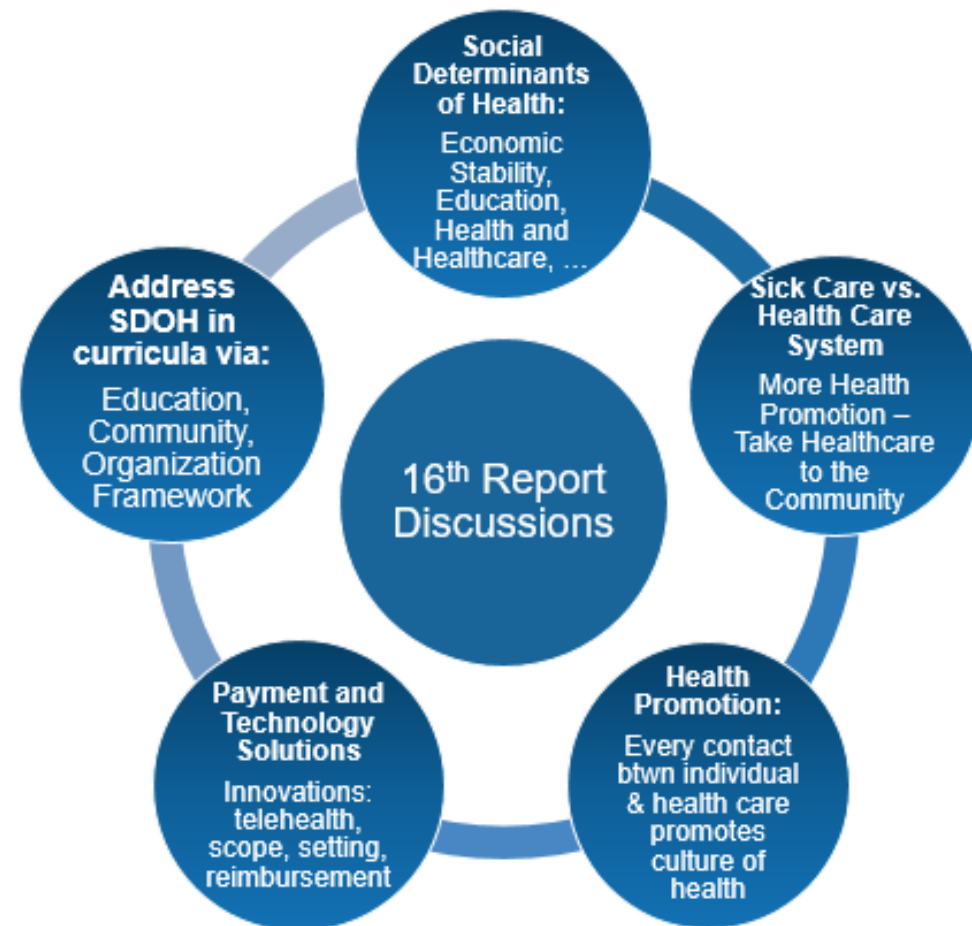 Social
Determinants
of Health:
Economic
Stability,
Education,
Health and
Healthcare, ...
Sick Care vs.
Health Care
System
More Health
Promotion –
Take Healthcare
to the
Community
Health
Promotion:
Every contact
btwn individual
& health care
promotes
culture of
health
Payment and
Technology
Solutions
Innovations:
telehealth,
scope, setting,
reimbursement
Address
SDOH in
curricula via:
Education,
Community,
Organization
Framework
16th Report
Discussions